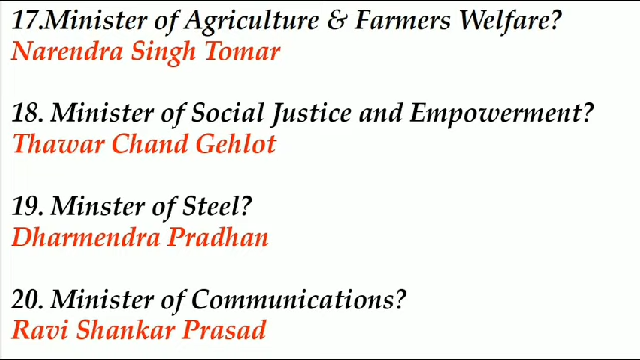 17.Minister of Agriculture & Farmers Welfare?
Narendra Singh Tomar
18. Minister of Social Justice and Empowerment?
Thawar Chand Gehlot
19. Minster of Steel?
Dharmendra Pradhan
20. Minister of Communications?
Ravi Shankar Prasad